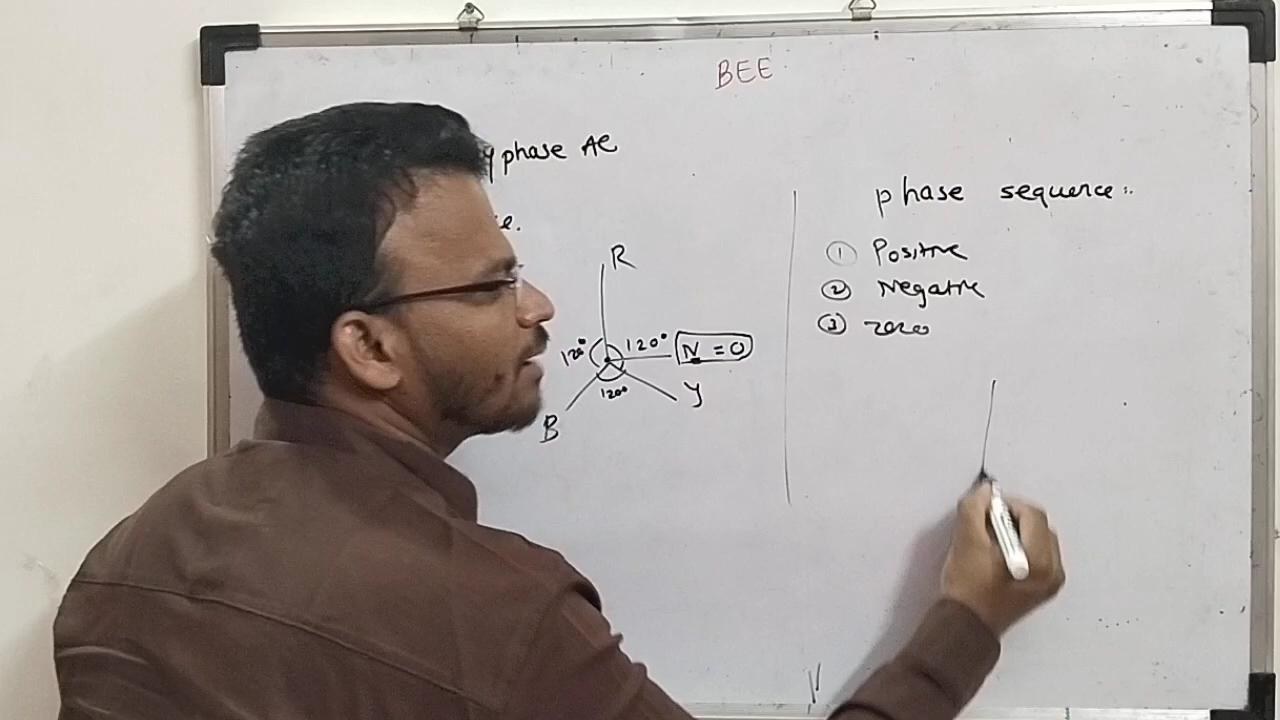 BEE
y phase AC
phase sequence:.
① Positive
② Negative
③ zero
R
120° 120° N = 0
120°
Y
B